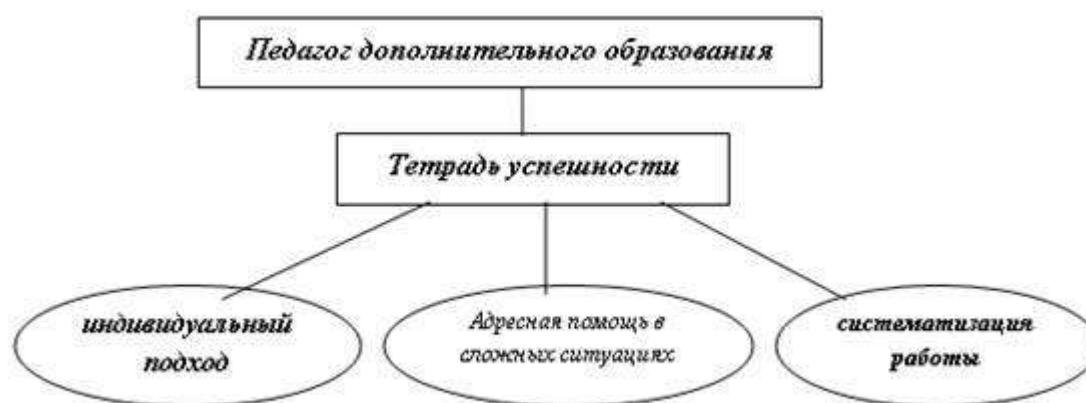 Педагог дополнительного образования
Тетрадь успешности
индивидуальный
подход
Адресная помощь в
сложных ситуациях
систематизация
работы